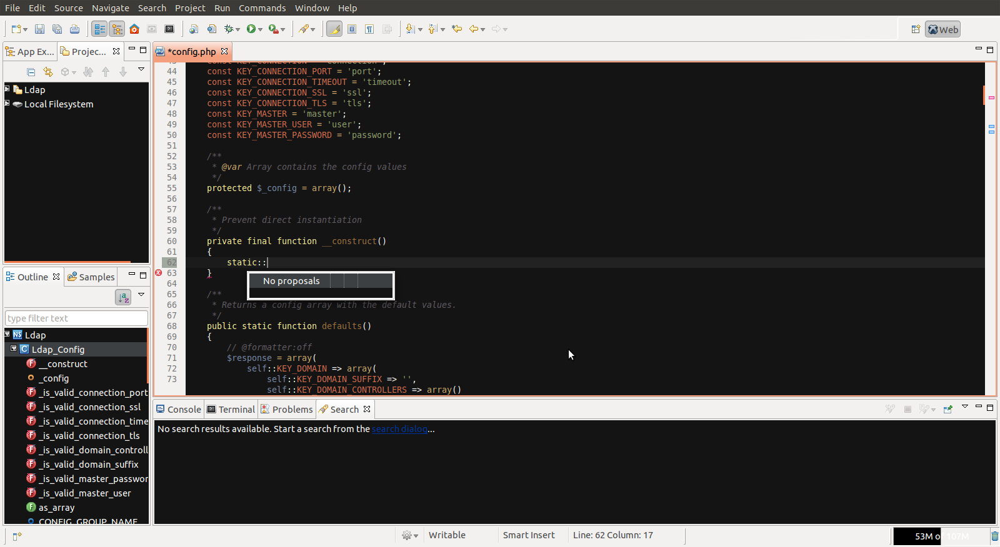 File Edit Source Navigate Search Project Run Commands Window Help
Web
App Ex... Projec...
*config.php
Ldap
Local Filesystem
44 const KEY_CONNECTION_PORT = 'port';
45 const KEY_CONNECTION_TIMEOUT = 'timeout';
46 const KEY_CONNECTION_SSL = 'ssl';
47 const KEY_CONNECTION_TLS = 'tls';
48 const KEY_MASTER = 'master';
49 const KEY_MASTER_USER = 'user';
50 const KEY_MASTER_PASSWORD = 'password';
51
52 /**
53 * @var Array contains the config values
54 */
55 protected $_config = array();
56
57 /**
58 * Prevent direct instantiation
59 */
60 private final function __construct()
61 {
62 static::
63 }
No proposals
64
65 /**
66 * Returns a config array with the default values.
67 */
68 public static function defaults()
69 {
70 // @formatter:off
71 $response = array(
72 self::KEY_DOMAIN => array(
73 self::KEY_DOMAIN_SUFFIX => '',
self::KEY_DOMAIN_CONTROLLERS => array()
Outline Samples
type filter text
NS Ldap
C Ldap_Config
__construct
_config
_is_valid_connection_port
_is_valid_connection_ssl
_is_valid_connection_time
_is_valid_connection_tls
_is_valid_domain_controll
_is_valid_domain_suffix
_is_valid_master_passwor
_is_valid_master_user
as_array
CONFIG_GROUP_NAME
Console Terminal Problems Search
No search results available. Start a search from the search dialog...
Writable Smart Insert Line: 62 Column: 17
53M of 107M